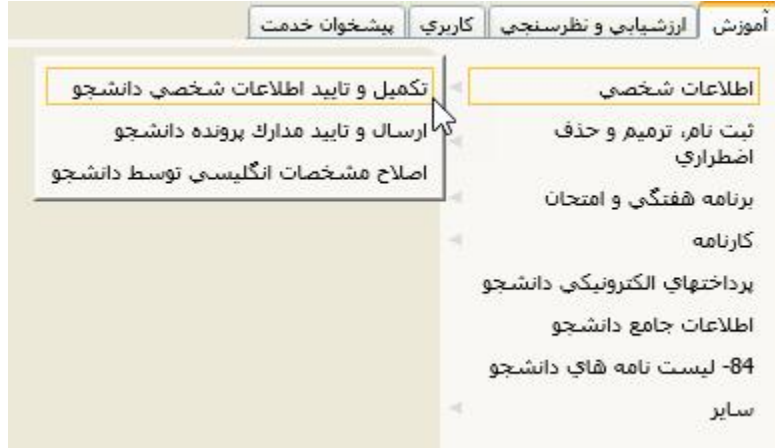 آموزش ارزشيابي و نظرسنجي كاربري پيشخوان خدمت
اطلاعات شخصي
ثبت نام، ترميم و حذف
اضطراري
برنامه هفتگي و امتحان
كارنامه
پرداختهاي الكترونيكي دانشجو
اطلاعات جامع دانشجو
84- ليست نامه هاي دانشجو
ساير
تكميل و تاييد اطلاعات شخصي دانشجو
ارسال و تاييد مدارك پرونده دانشجو
اصلاح مشخصات انگليسي توسط دانشجو